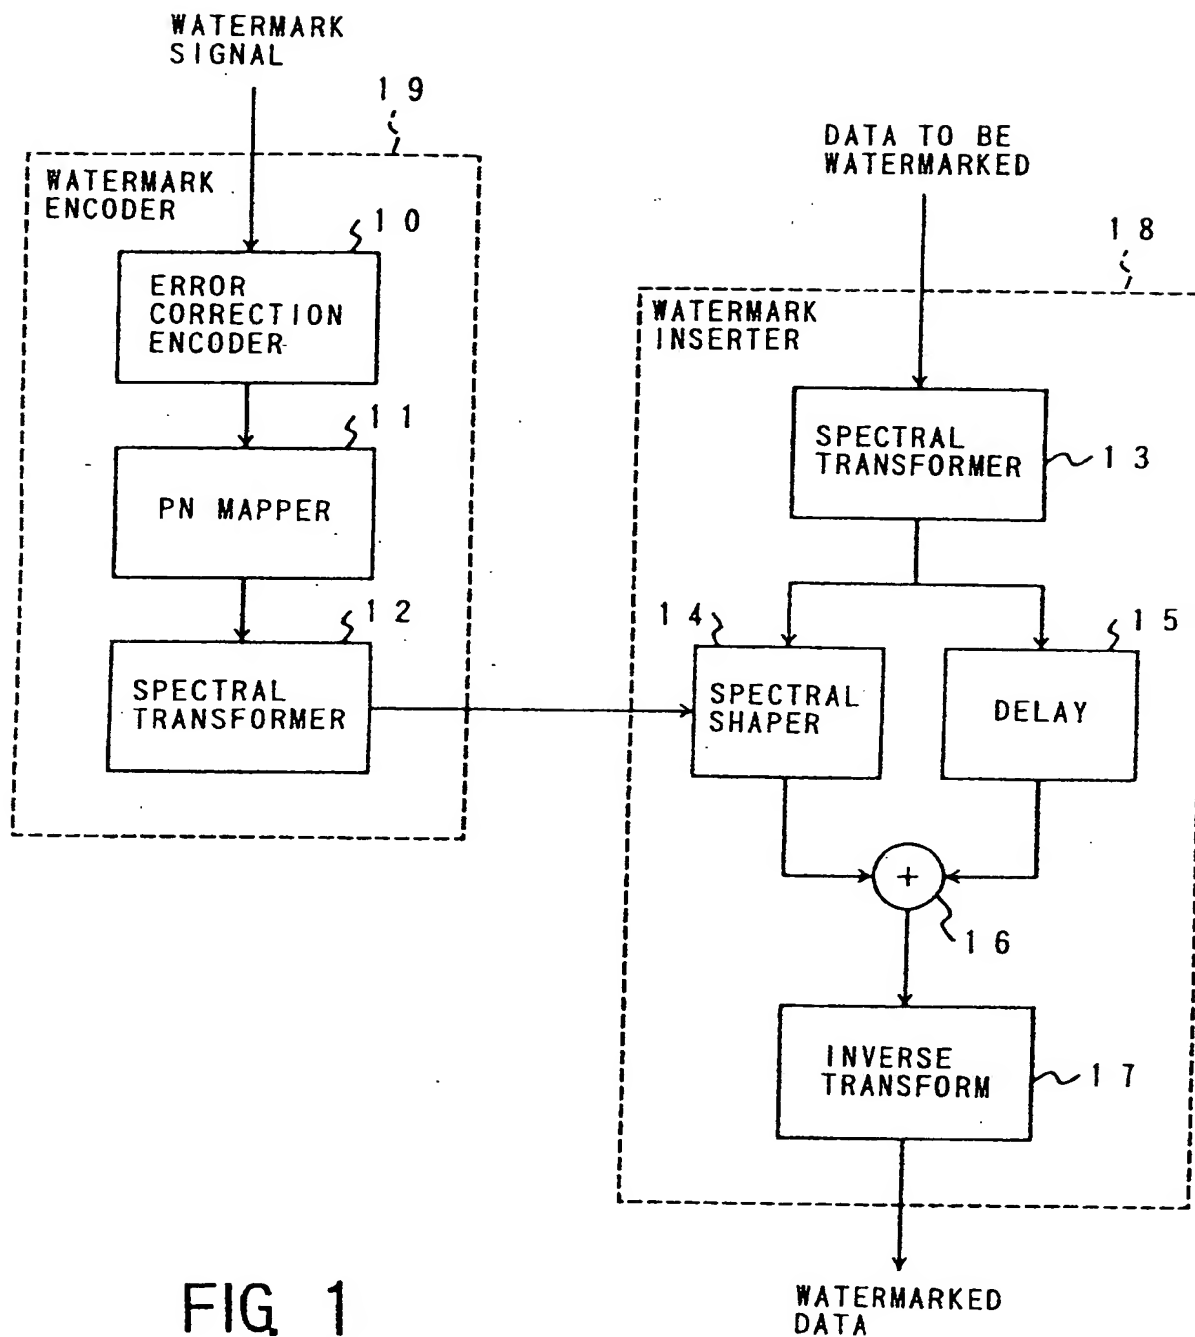 WATERMARK
SIGNAL
19
WATERMARK
ENCODER
10
ERROR
CORRECTION
ENCODER
11
PN MAPPER
12
SPECTRAL
TRANSFORMER
DATA TO BE
WATERMARKED
18
WATERMARK
INSERTER
SPECTRAL
TRANSFORMER
13
14
SPECTRAL
SHAPER
15
DELAY
+
16
INVERSE
TRANSFORM
17
WATERMARKED
DATA
FIG. 1